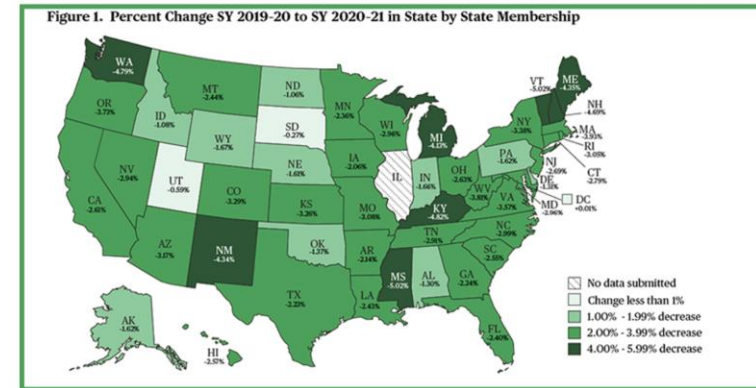 Figure 1. Percent Change SY 2019-20 to SY 2020-21 in State by State Membership
WA
-4.79%
OR
-3.73%
ID
-1.08%
MT
-2.44%
ND
-1.06%
MN
-2.36%
WI
-2.96%
MI
-4.13%
VT
-5.02%
ME
-4.35%
NH
-4.69%
MA
-3.93%
RI
-3.09%
CT
-2.79%
NY
-3.38%
SD
-0.27%
WY
-1.67%
NE
-1.61%
IA
-2.06%
IL
IN
-1.66%
OH
-2.63%
PA
-1.62%
NJ
-2.69%
DE
MD
-2.96%
DC
+0.01%
NV
-2.94%
UT
-0.59%
CO
-3.29%
KS
-3.26%
MO
KY
-4.82%
WV
VA
-3.57%
CA
-2.61%
AZ
-3.17%
NM
-4.34%
OK
-1.37%
AR
-2.14%
TN
-2.91%
NC
-2.99%
SC
-2.55%
TX
MS
-5.02%
AL
-1.30%
GA
-2.34%
LA
-2.43%
FL
-2.40%
AK
-1.62%
HI
-2.57%
No data submitted
Change less than 1%
1.00% - 1.99% decrease
2.00% - 3.99% decrease
4.00% - 5.99% decrease